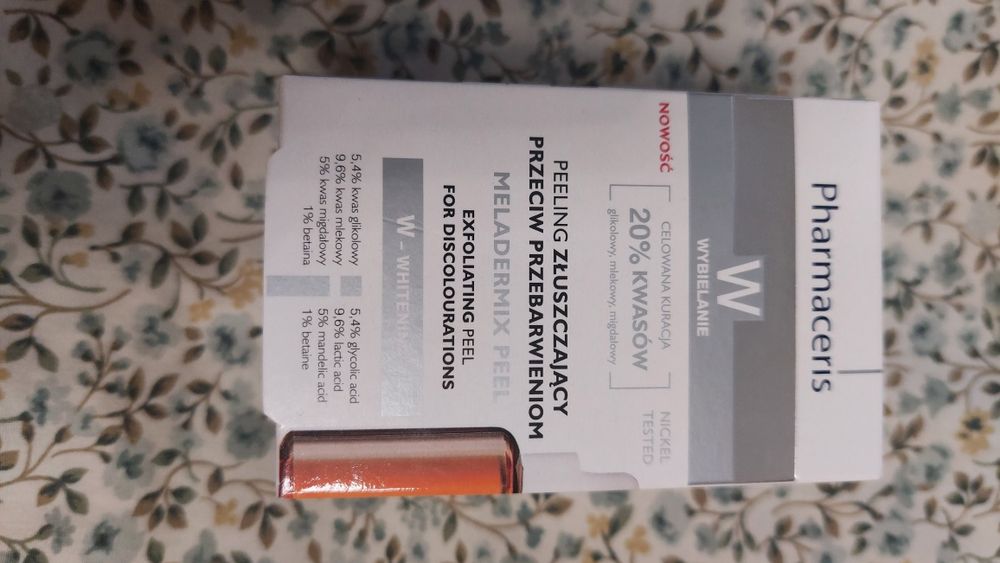 Pharmaceris
W
WYBIELANIE
NOWOŚĆ
CELOWANA KURACJA
20% KWASÓW
glikolowy, mlekowy, migdałowy
NICKEL
TESTED
PEELING ZŁUSZCZAJĄCY
PRZECIW PRZEBARWIENIOM
MELADERMIX PEEL
EXFOLIATING PEEL
FOR DISCOLOURATIONS
W – WHITENING
5,4% kwas glikolowy
9,6% kwas mlekowy
5% kwas migdałowy
1% betaina
5,4% glycolic acid
9,6% lactic acid
5% mandelic acid
1% betaine